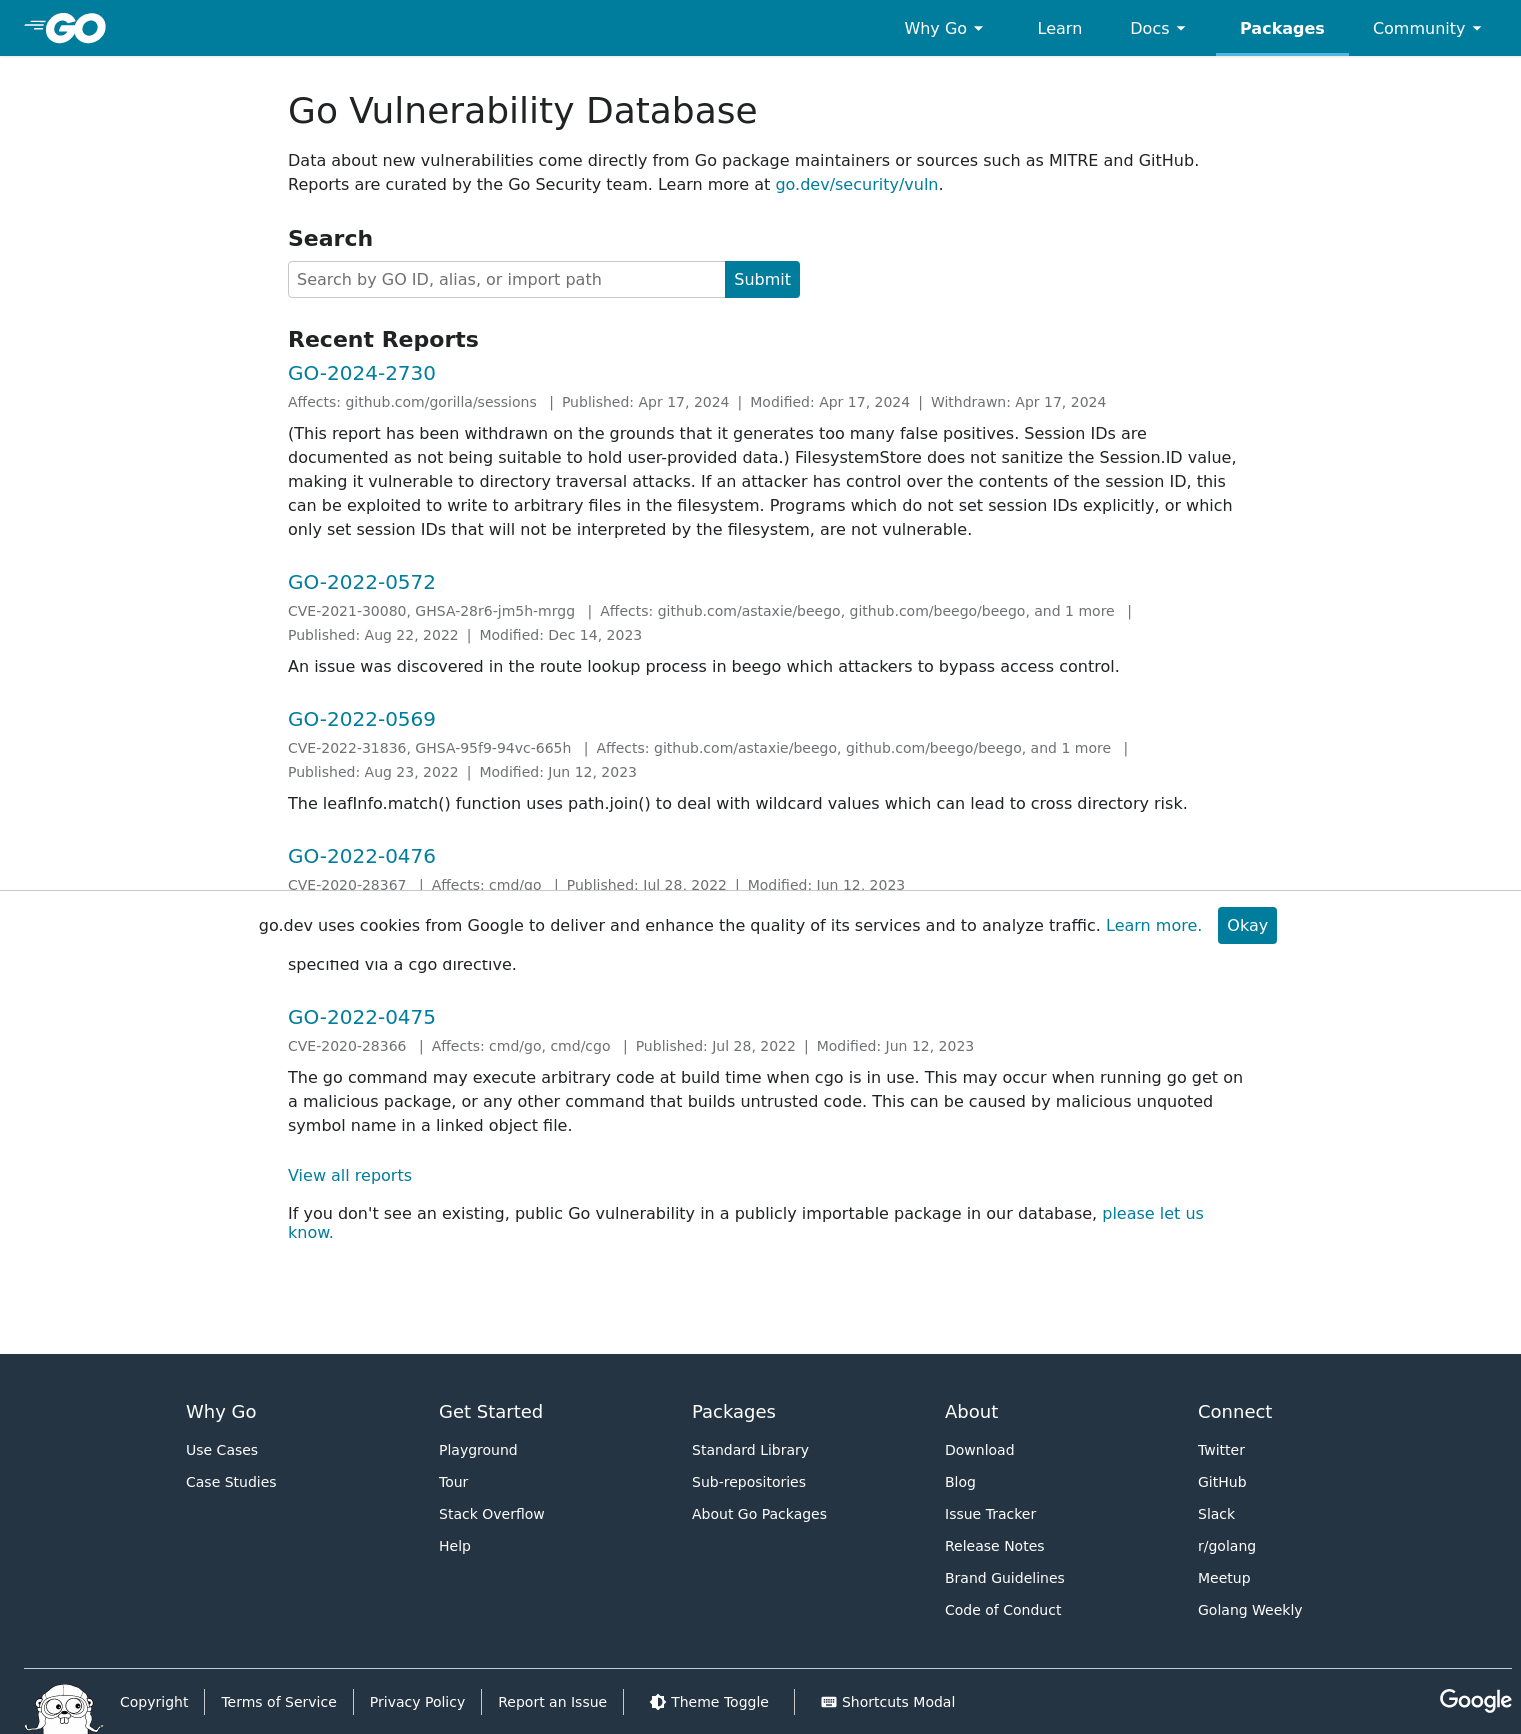 GO
Why Go
Learn
Docs
Packages
Community
Go Vulnerability Database
Data about new vulnerabilities come directly from Go package maintainers or sources such as MITRE and GitHub.
Reports are curated by the Go Security team. Learn more at go.dev/security/vuln.
Search
Search by GO ID, alias, or import path
Submit
Recent Reports
GO-2024-2730
Affects: github.com/gorilla/sessions | Published: Apr 17, 2024 | Modified: Apr 17, 2024 | Withdrawn: Apr 17, 2024
(This report has been withdrawn on the grounds that it generates too many false positives. Session IDs are
documented as not being suitable to hold user-provided data.) FilesystemStore does not sanitize the Session.ID value,
making it vulnerable to directory traversal attacks. If an attacker has control over the contents of the session ID, this
can be exploited to write to arbitrary files in the filesystem. Programs which do not set session IDs explicitly, or which
only set session IDs that will not be interpreted by the filesystem, are not vulnerable.
GO-2022-0572
CVE-2021-30080, GHSA-28r6-jm5h-mrgg | Affects: github.com/astaxie/beego, github.com/beego/beego, and 1 more |
Published: Aug 22, 2022 | Modified: Dec 14, 2023
An issue was discovered in the route lookup process in beego which attackers to bypass access control.
GO-2022-0569
CVE-2022-31836, GHSA-95f9-94vc-665h | Affects: github.com/astaxie/beego, github.com/beego/beego, and 1 more |
Published: Aug 23, 2022 | Modified: Jun 12, 2023
The leafInfo.match() function uses path.join() to deal with wildcard values which can lead to cross directory risk.
GO-2022-0476
CVE-2020-28367 | Affects: cmd/go | Published: Jul 28, 2022 | Modified: Jun 12, 2023
go.dev uses cookies from Google to deliver and enhance the quality of its services and to analyze traffic. Learn more.
Okay
specified via a cgo directive.
GO-2022-0475
CVE-2020-28366 | Affects: cmd/go, cmd/cgo | Published: Jul 28, 2022 | Modified: Jun 12, 2023
The go command may execute arbitrary code at build time when cgo is in use. This may occur when running go get on
a malicious package, or any other command that builds untrusted code. This can be caused by malicious unquoted
symbol name in a linked object file.
View all reports
If you don't see an existing, public Go vulnerability in a publicly importable package in our database, please let us
know.
Why Go
Use Cases
Case Studies
Get Started
Playground
Tour
Stack Overflow
Help
Packages
Standard Library
Sub-repositories
About Go Packages
About
Download
Blog
Issue Tracker
Release Notes
Brand Guidelines
Code of Conduct
Connect
Twitter
GitHub
Slack
r/golang
Meetup
Golang Weekly
Copyright
Terms of Service
Privacy Policy
Report an Issue
Theme Toggle
Shortcuts Modal
Google